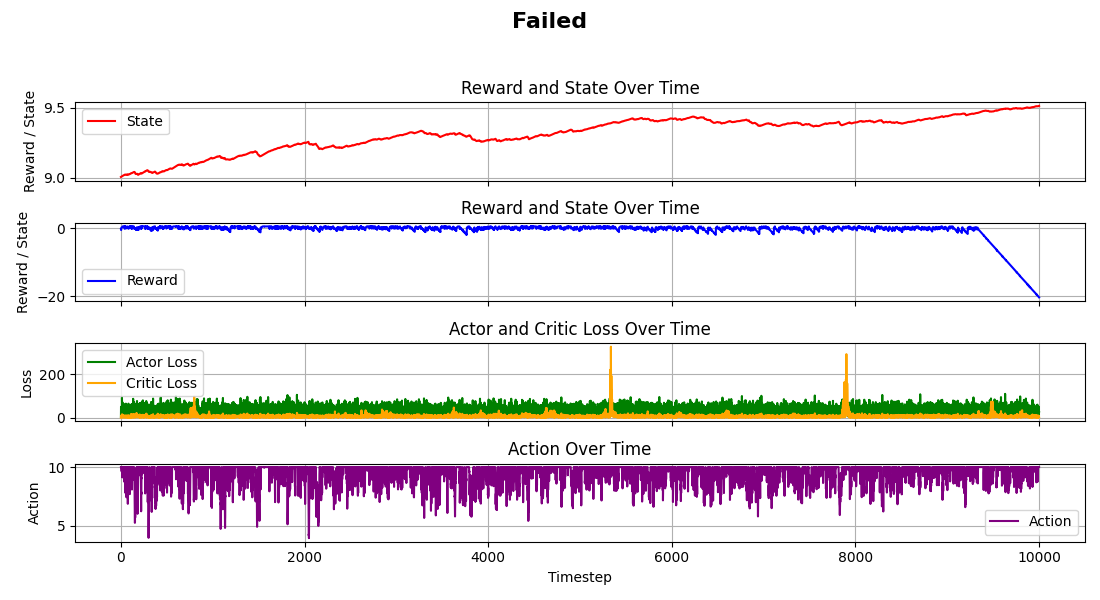 Failed
Reward and State Over Time
Reward / State
9.5
9.0
State
Reward and State Over Time
Reward / State
0
−20
Reward
Actor and Critic Loss Over Time
Loss
200
0
Actor Loss
Critic Loss
Action Over Time
Action
10
5
Action
0 2000 4000 6000 8000 10000
Timestep